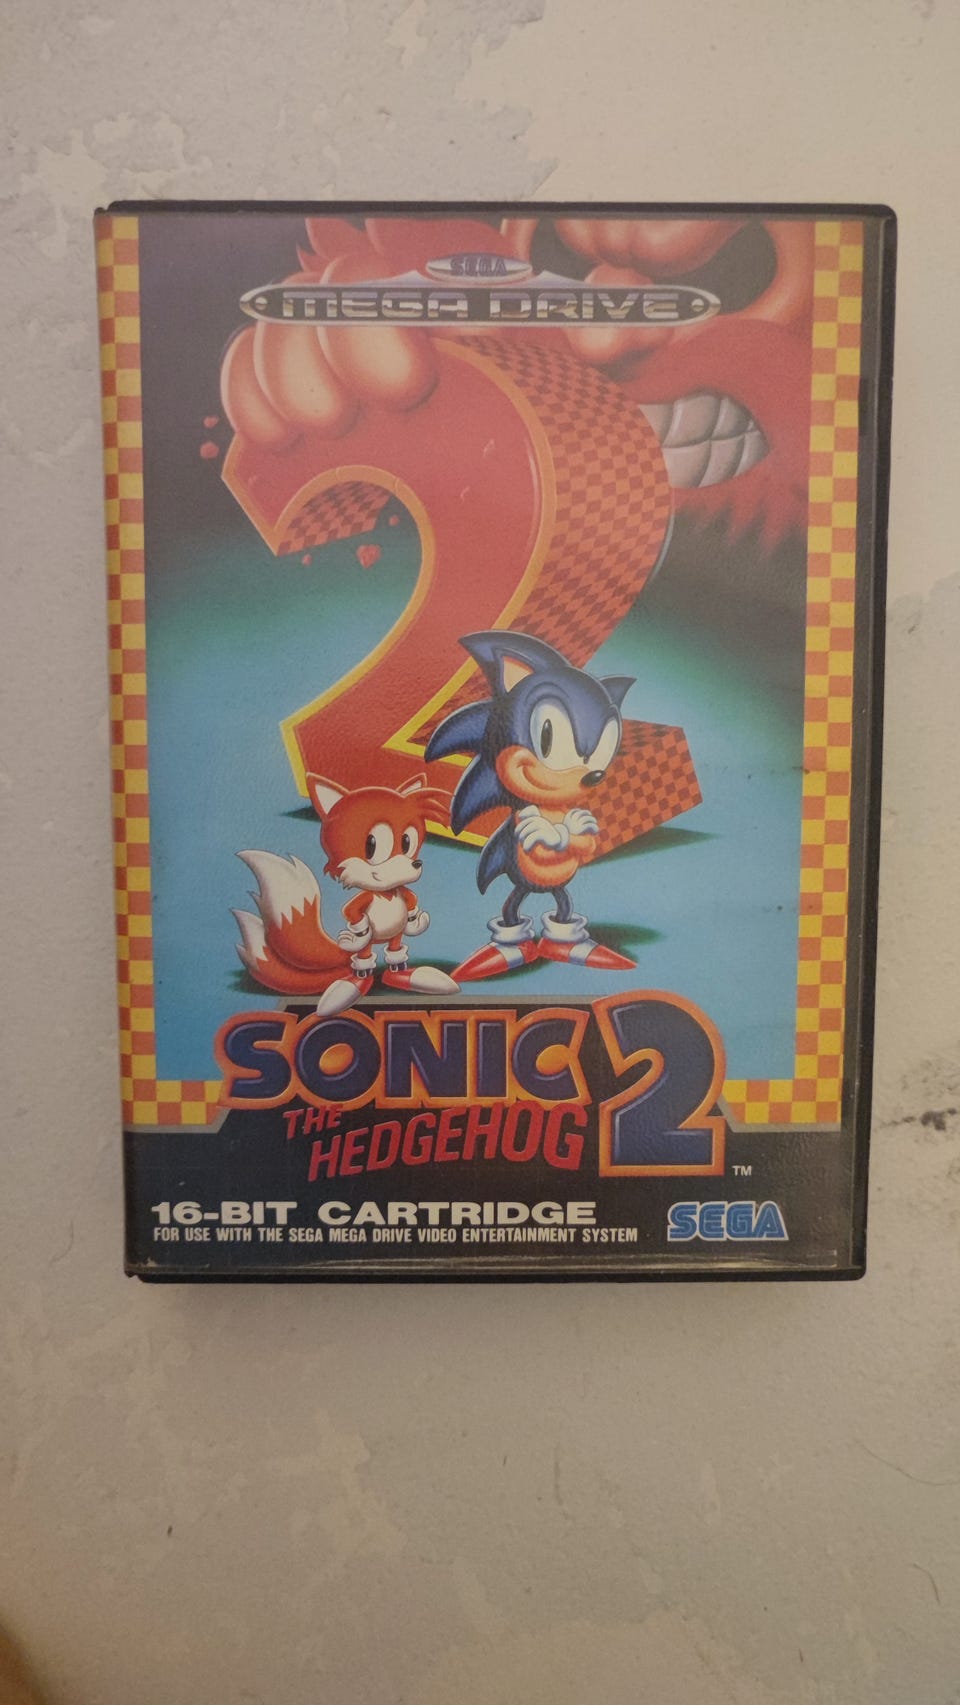 SEGA
MEGA DRIVE
2
SONIC 2
THE
HEDGEHOG
TM
16-BIT CARTRIDGE
FOR USE WITH THE SEGA MEGA DRIVE VIDEO ENTERTAINMENT SYSTEM
SEGA